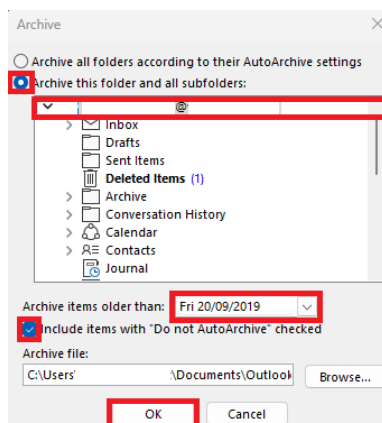 Archive
Archive all folders according to their AutoArchive settings
Archive this folder and all subfolders:
@
Inbox
Drafts
Sent Items
Deleted Items (1)
Archive
Conversation History
Calendar
Contacts
Journal
Archive items older than: Fri 20/09/2019
Include items with "Do not AutoArchive" checked
Archive file:
C:\Users' :\Documents\Outlook Browse...
OK Cancel